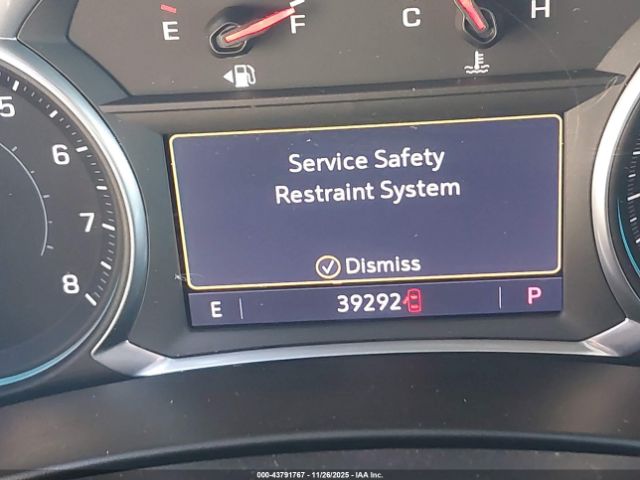 E F C H
5
6
7
8
Service Safety
Restraint System
Dismiss
E 39292 P
000-43791767 - 11/26/2025 - IAA Inc.